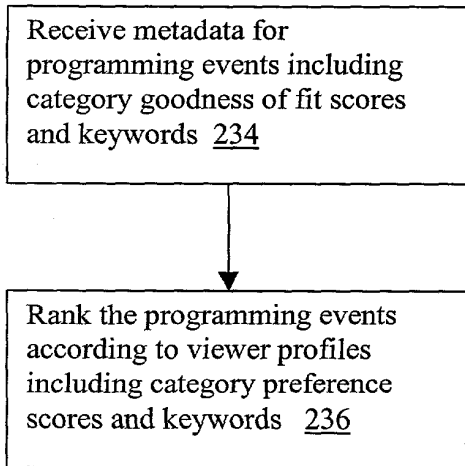 Receive metadata for
programming events including
category goodness of fit scores
and keywords 234
Rank the programming events
according to viewer profiles
including category preference
scores and keywords 236